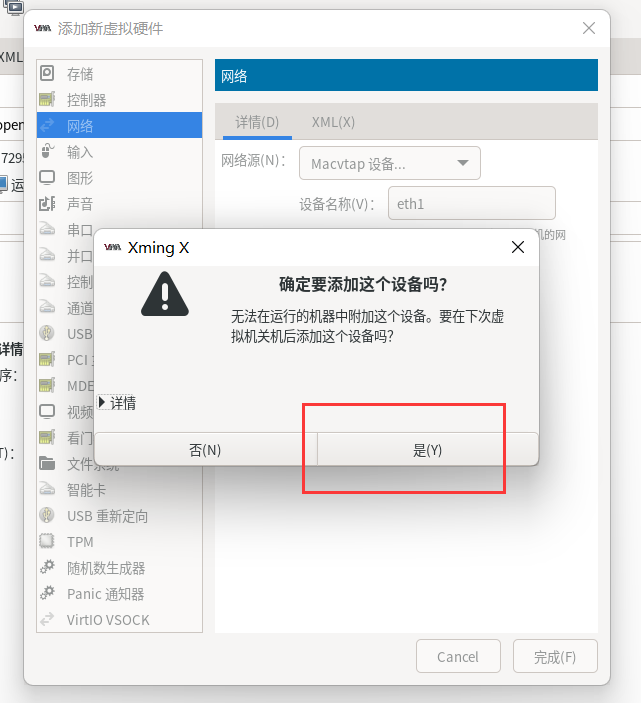 添加新虚拟硬件
XML
存储
控制器
网络
输入
图形
声音
串口
并口
控制
通道
USB
PCI
MDE
视频
看门
文件系统
智能卡
USB 重新定向
TPM
随机数生成器
Panic 通知器
VirtIO VSOCK
网络
详情(D)
XML(X)
网络源(N):
Macvtap 设备...
设备名称(V):
eth1
机的网
Xming X
确定要添加这个设备吗?
无法在运行的机器中附加这个设备。要在下次虚
拟机关机后添加这个设备吗?
详情
否(N)
是(Y)
Cancel
完成(F)
open
7295
运
详情
序:
T):